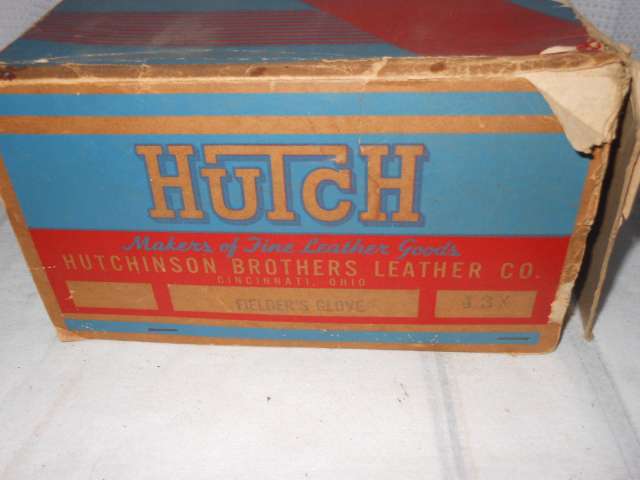 HUTCH
Makers of Fine Leather Goods
HUTCHINSON BROTHERS LEATHER CO.
CINCINNATI, OHIO
FIELDER'S GLOVE